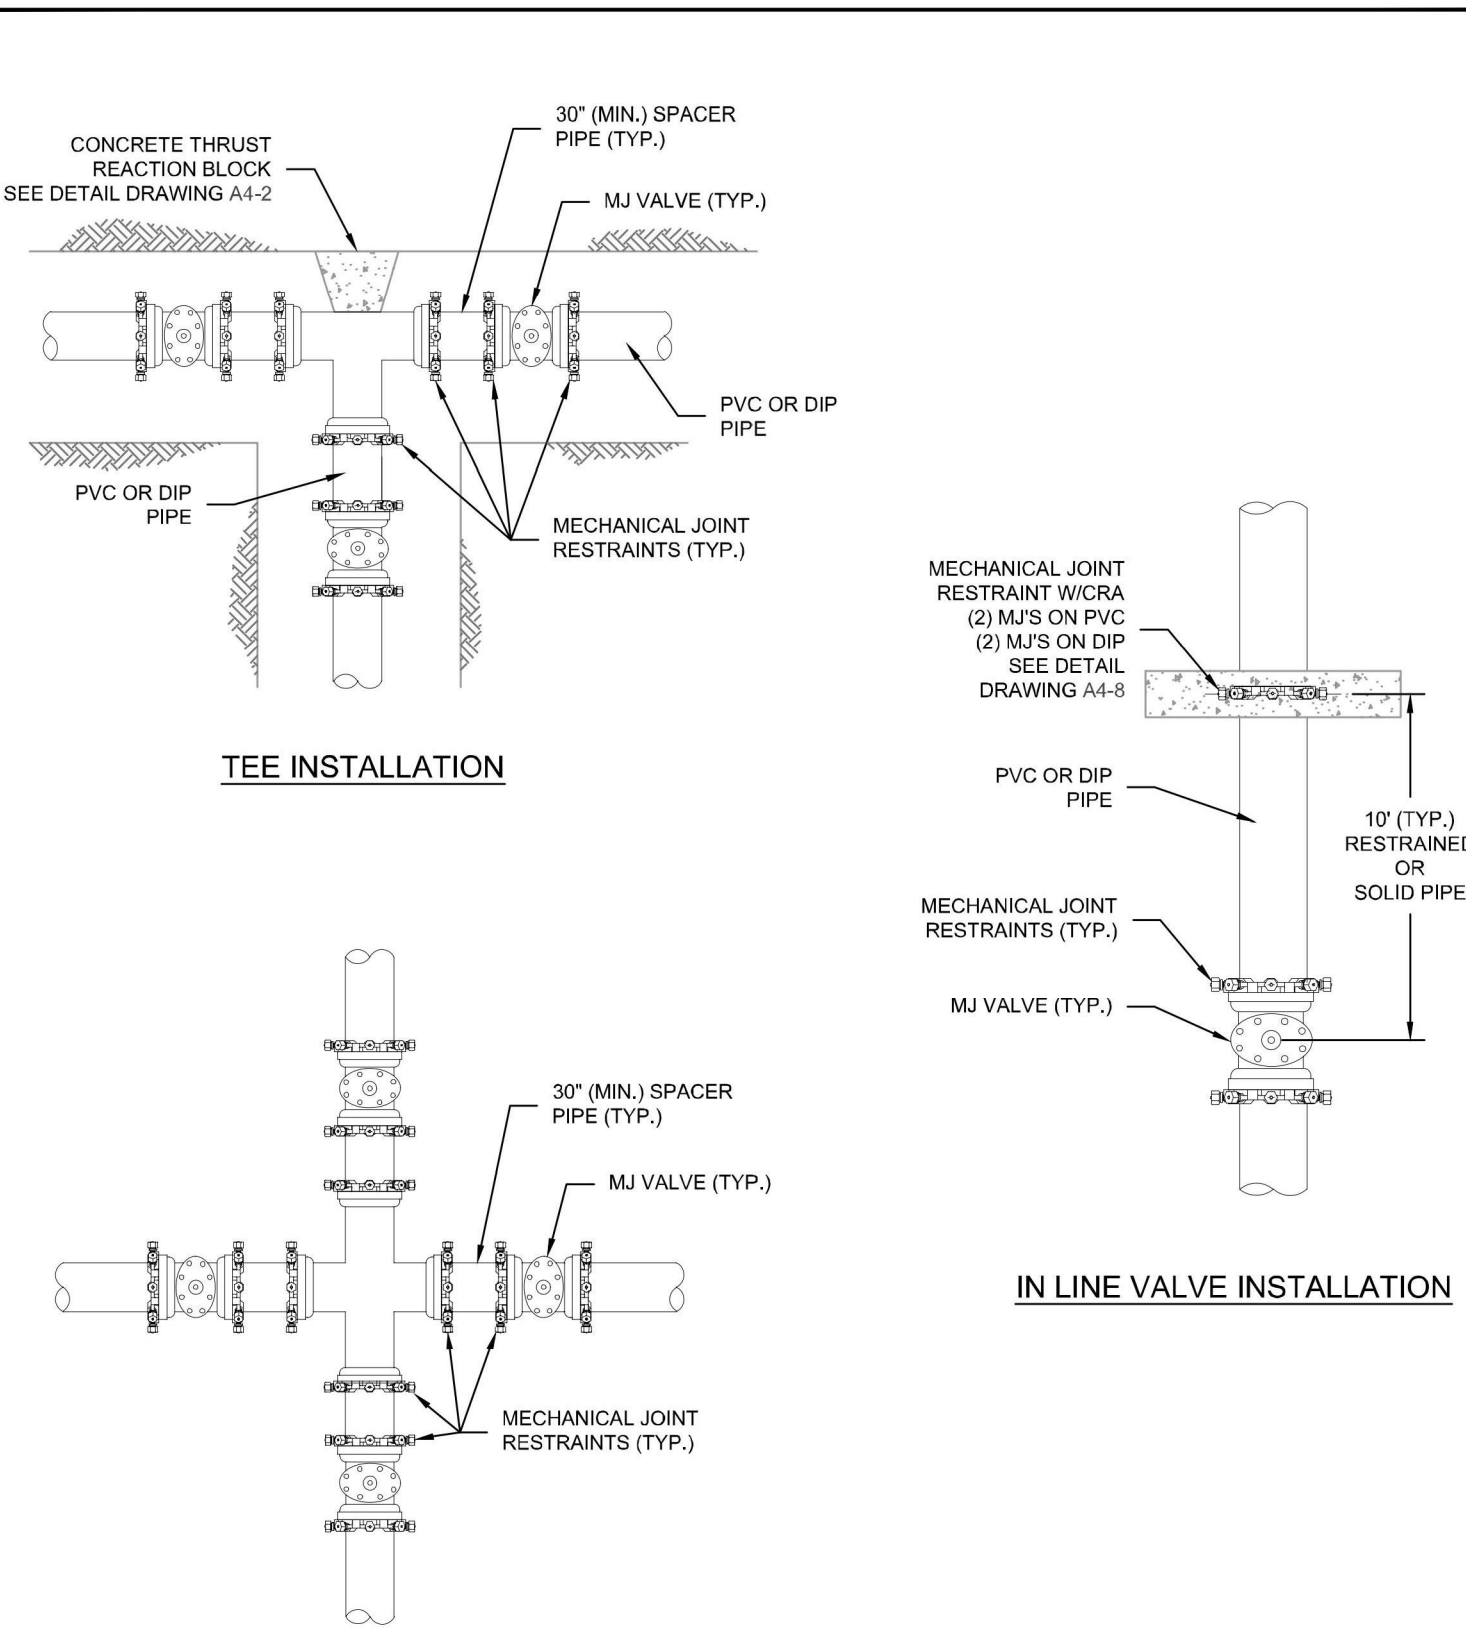 CONCRETE THRUST
REACTION BLOCK
SEE DETAIL DRAWING A4-2
30" (MIN.) SPACER
PIPE (TYP.)
MJ VALVE (TYP.)
PVC OR DIP
PIPE
PVC OR DIP
PIPE
MECHANICAL JOINT
RESTRAINTS (TYP.)
TEE INSTALLATION
MECHANICAL JOINT
RESTRAINT W/CRA
(2) MJ'S ON PVC
(2) MJ'S ON DIP
SEE DETAIL
DRAWING A4-8
PVC OR DIP
PIPE
10' (TYP.)
RESTRAINED
OR
SOLID PIPE
MECHANICAL JOINT
RESTRAINTS (TYP.)
MJ VALVE (TYP.)
IN LINE VALVE INSTALLATION
30" (MIN.) SPACER
PIPE (TYP.)
MJ VALVE (TYP.)
MECHANICAL JOINT
RESTRAINTS (TYP.)